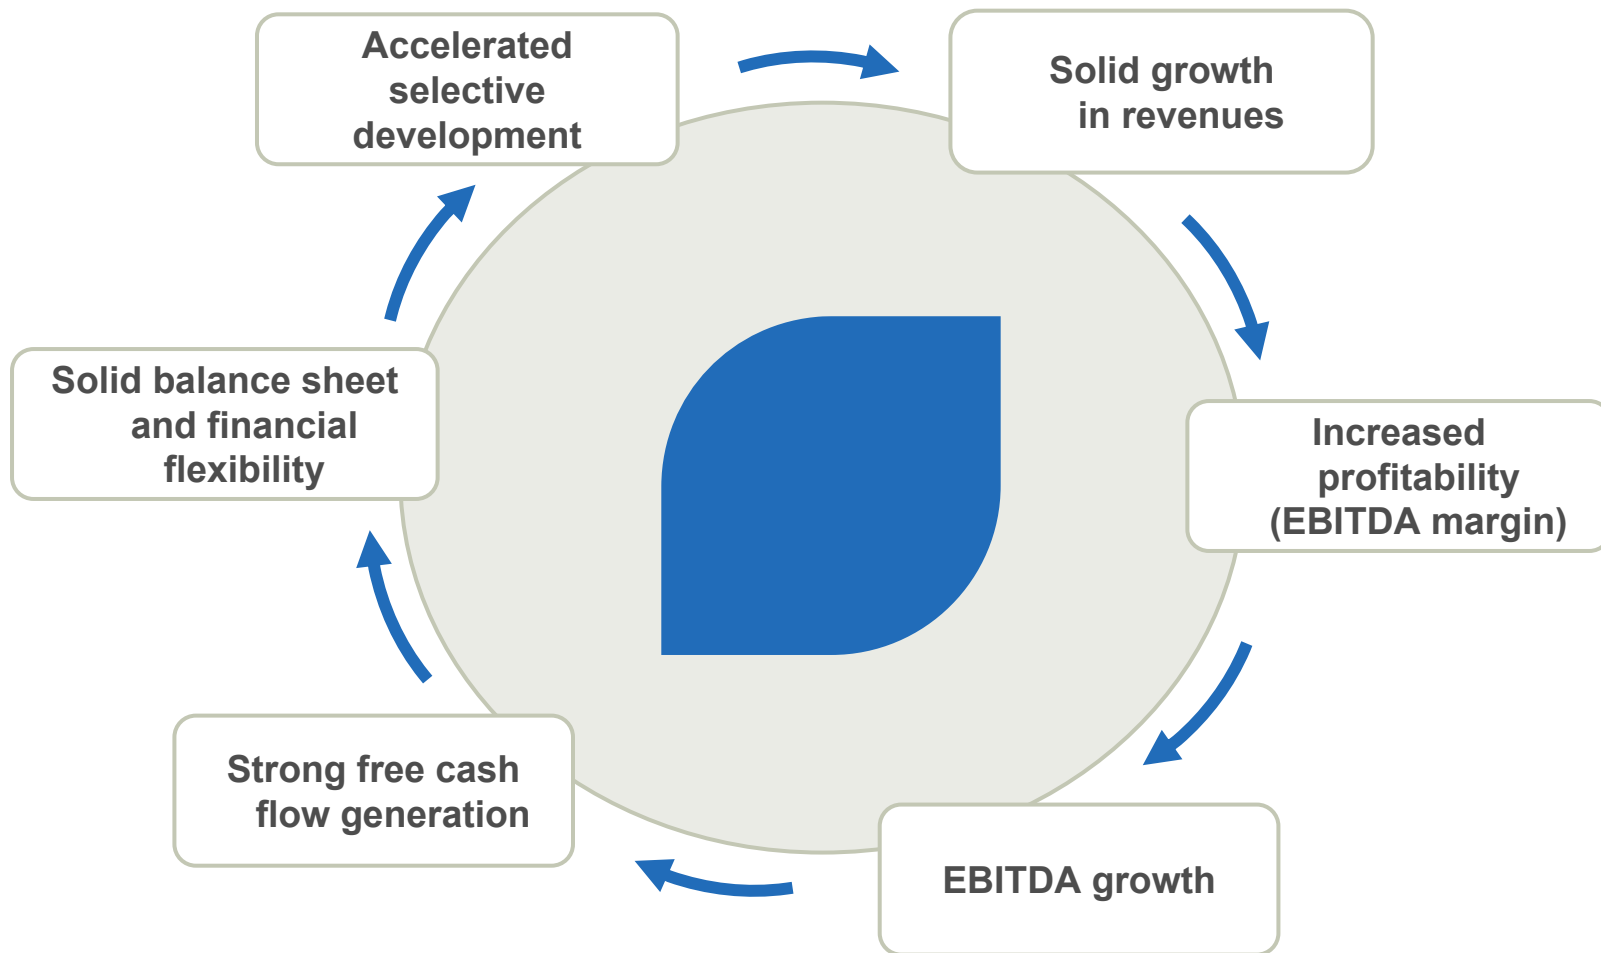 Accelerated
selective
development
Solid growth
in revenues
Increased
profitability
(EBITDA margin)
EBITDA growth
Strong free cash
flow generation
Solid balance sheet
and financial
flexibility